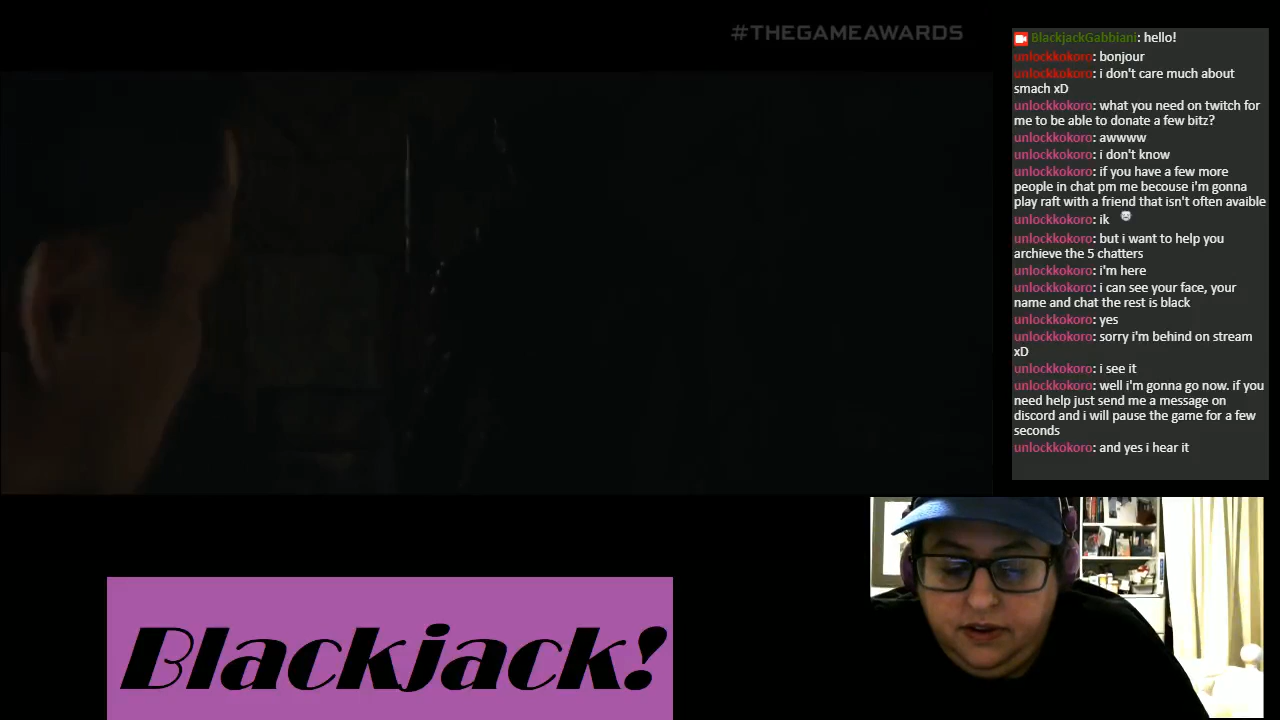 #THEGAMEAWARDS
BlackjackGabbiani: hello!
unlockkokoro: bonjour
unlockkokoro: i don't care much about
smach xD
unlockkokoro: what you need on twitch for
me to be able to donate a few bitz?
unlockkokoro: awwww
unlockkokoro: i don't know
unlockkokoro: if you have a few more
people in chat pm me becouse i'm gonna
play raft with a friend that isn't often avaible
unlockkokoro: ik
unlockkokoro: but i want to help you
archieve the 5 chatters
unlockkokoro: i'm here
unlockkokoro: i can see your face, your
name and chat the rest is black
unlockkokoro: yes
unlockkokoro: sorry i'm behind on stream
xD
unlockkokoro: i see it
unlockkokoro: well i'm gonna go now. if you
need help just send me a message on
discord and i will pause the game for a few
seconds
unlockkokoro: and yes i hear it
Blackjack!